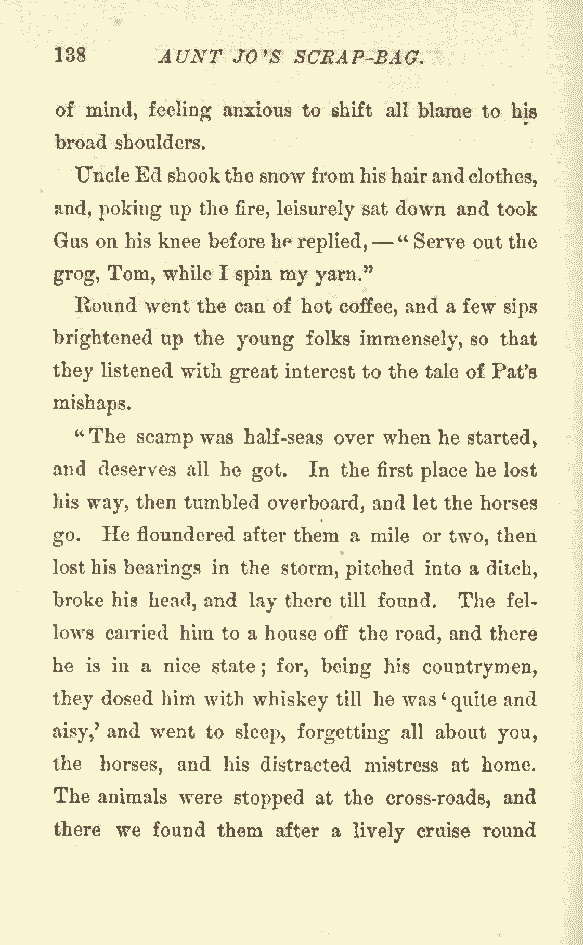 138 AUNT JO'S SCRAP-BAG.
of mind, feeling anxious to shift all blame to his
broad shoulders.
Uncle Ed shook the snow from his hair and clothes,
and, poking up the fire, leisurely sat down and took
Gus on his knee before he replied,—"Serve out the
grog, Tom, while I spin my yarn."
Round went the can of hot coffee, and a few sips
brightened up the young folks immensely, so that
they listened with great interest to the tale of Pat's
mishaps.
"The scamp was half-seas over when he started,
and deserves all he got. In the first place he lost
his way, then tumbled overboard, and let the horses
go. He floundered after them a mile or two, then
lost his bearings in the storm, pitched into a ditch,
broke his head, and lay there till found. The fel-
lows carried him to a house off the road, and there
he is in a nice state; for, being his countrymen,
they dosed him with whiskey till he was 'quite and
aisy,' and went to sleep, forgetting all about you,
the horses, and his distracted mistress at home.
The animals were stopped at the cross-roads, and
there we found them after a lively cruise round